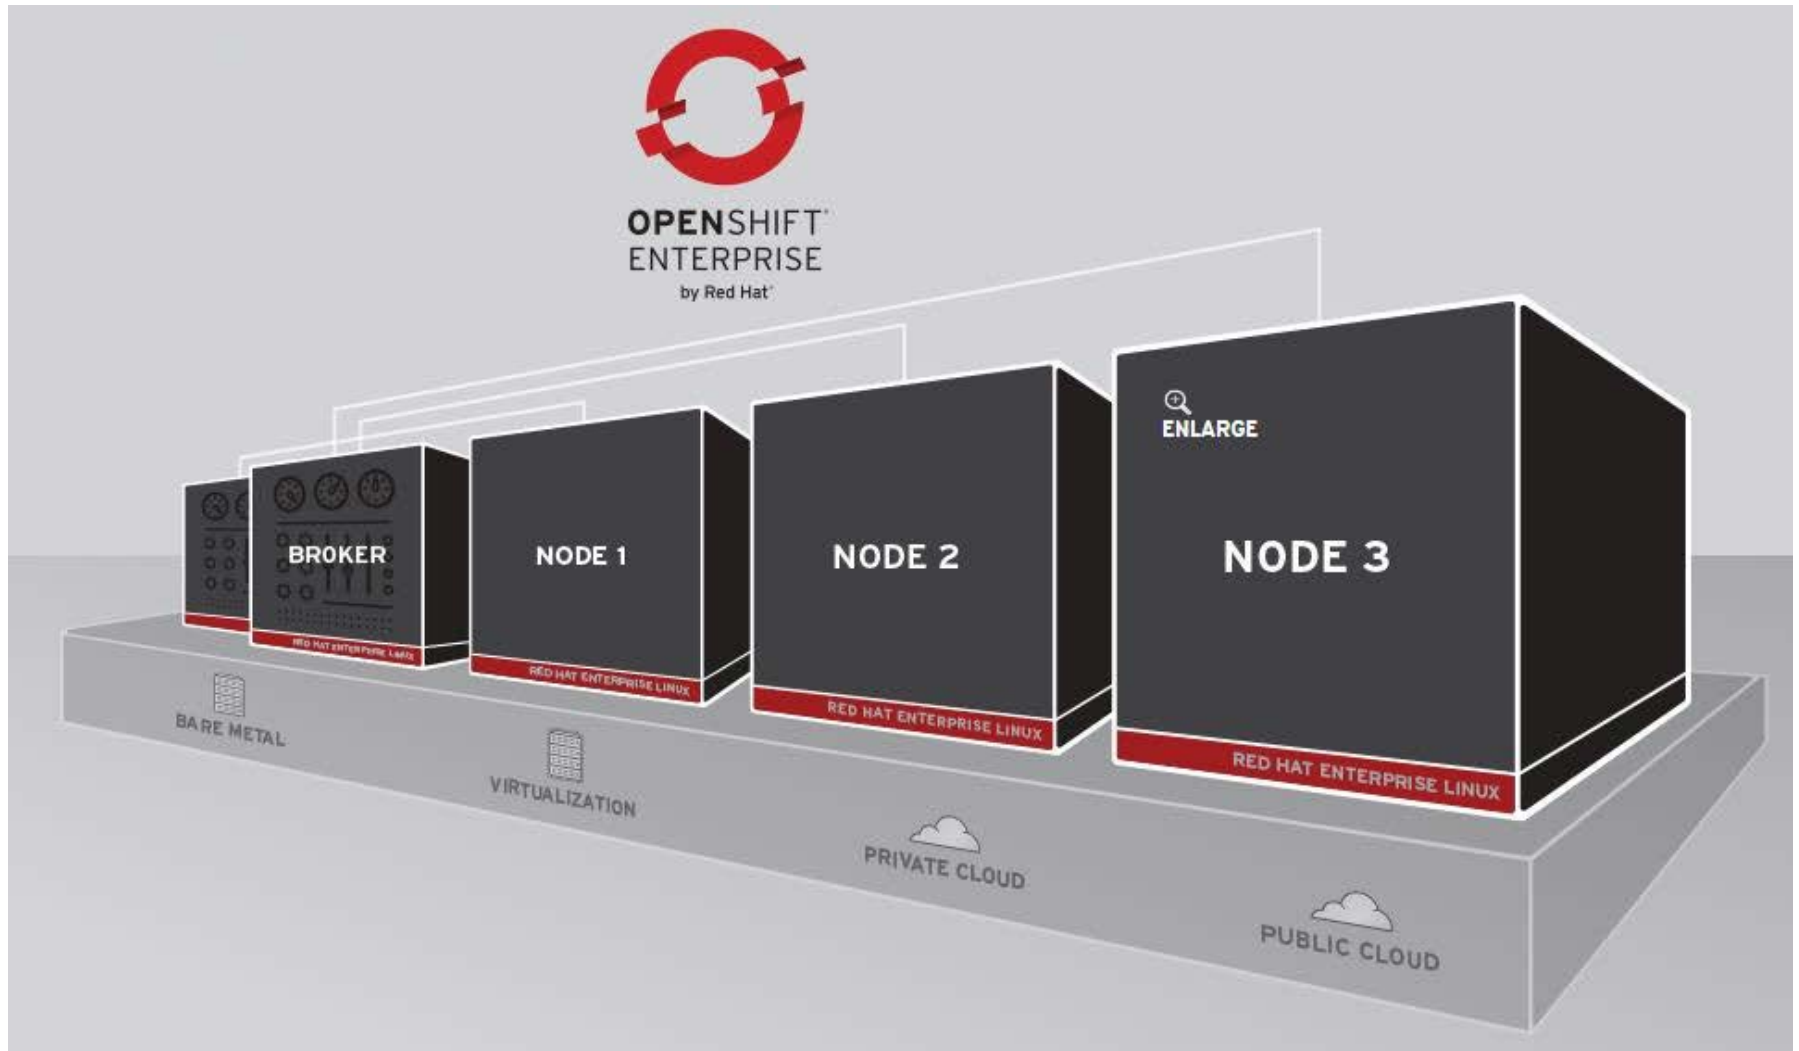 OPENSHIFT®
ENTERPRISE
by Red Hat®
ENLARGE
BROKER
NODE 1
NODE 2
NODE 3
RED HAT ENTERPRISE LINUX
RED HAT ENTERPRISE LINUX
RED HAT ENTERPRISE LINUX
RED HAT ENTERPRISE LINUX
BARE METAL
VIRTUALIZATION
PRIVATE CLOUD
PUBLIC CLOUD